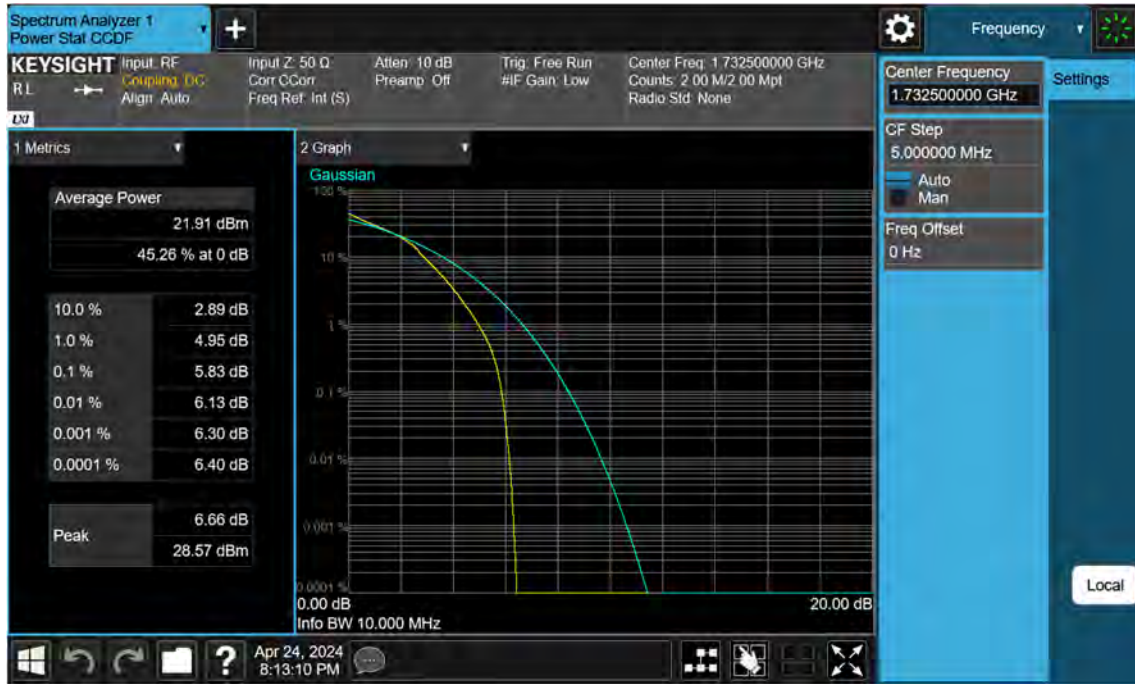 Spectrum Analyzer 1
Power Stat CCDF
Frequency
KEYSIGHT
RL
LXI
Input: RF
Coupling: DC
Align: Auto
Input Z: 50 Ω
Corr CCorr
Freq Ref: Int (S)
Atten: 10 dB
Preamp: Off
Trig: Free Run
#IF Gain: Low
Center Freq: 1.732500000 GHz
Counts: 2.00 M/2.00 Mpt
Radio Std: None
Center Frequency
1.732500000 GHz
Settings
CF Step
5.000000 MHz
Auto
Man
Freq Offset
0 Hz
Local
1 Metrics
Average Power
21.91 dBm
45.26 % at 0 dB
10.0 % 2.89 dB
1.0 % 4.95 dB
0.1 % 5.83 dB
0.01 % 6.13 dB
0.001 % 6.30 dB
0.0001 % 6.40 dB
Peak
6.66 dB
28.57 dBm
2 Graph
Gaussian
100 %
10 %
1 %
0.1 %
0.01 %
0.001 %
0.0001 %
0.00 dB 20.00 dB
Info BW 10.000 MHz
?
Apr 24, 2024
8:13:10 PM